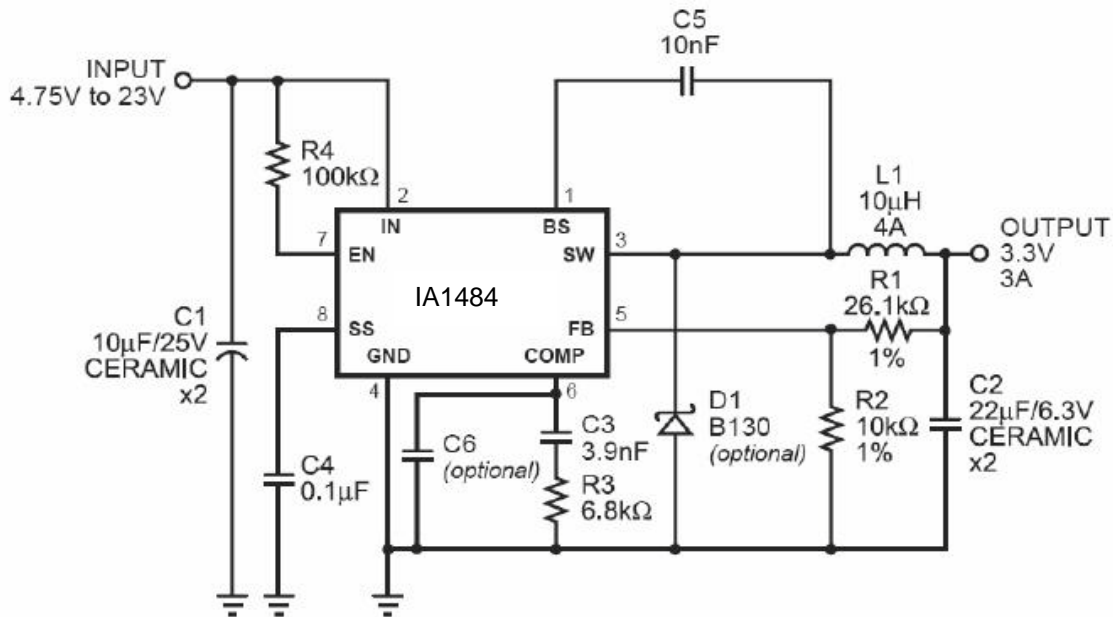 C5
10nF
INPUT
4.75V to 23V
R4
100kΩ
2
1
IN
BS
L1
10µH
4A
7
EN
SW
3
OUTPUT
3.3V
3A
IA1484
R1
26.1kΩ
1%
C1
10µF/25V
CERAMIC
x2
8
SS
FB
5
GND
COMP
4
6
C6
(optional)
C3
3.9nF
D1
B130
(optional)
R2
10kΩ
1%
C2
22µF/6.3V
CERAMIC
x2
C4
0.1µF
R3
6.8kΩ